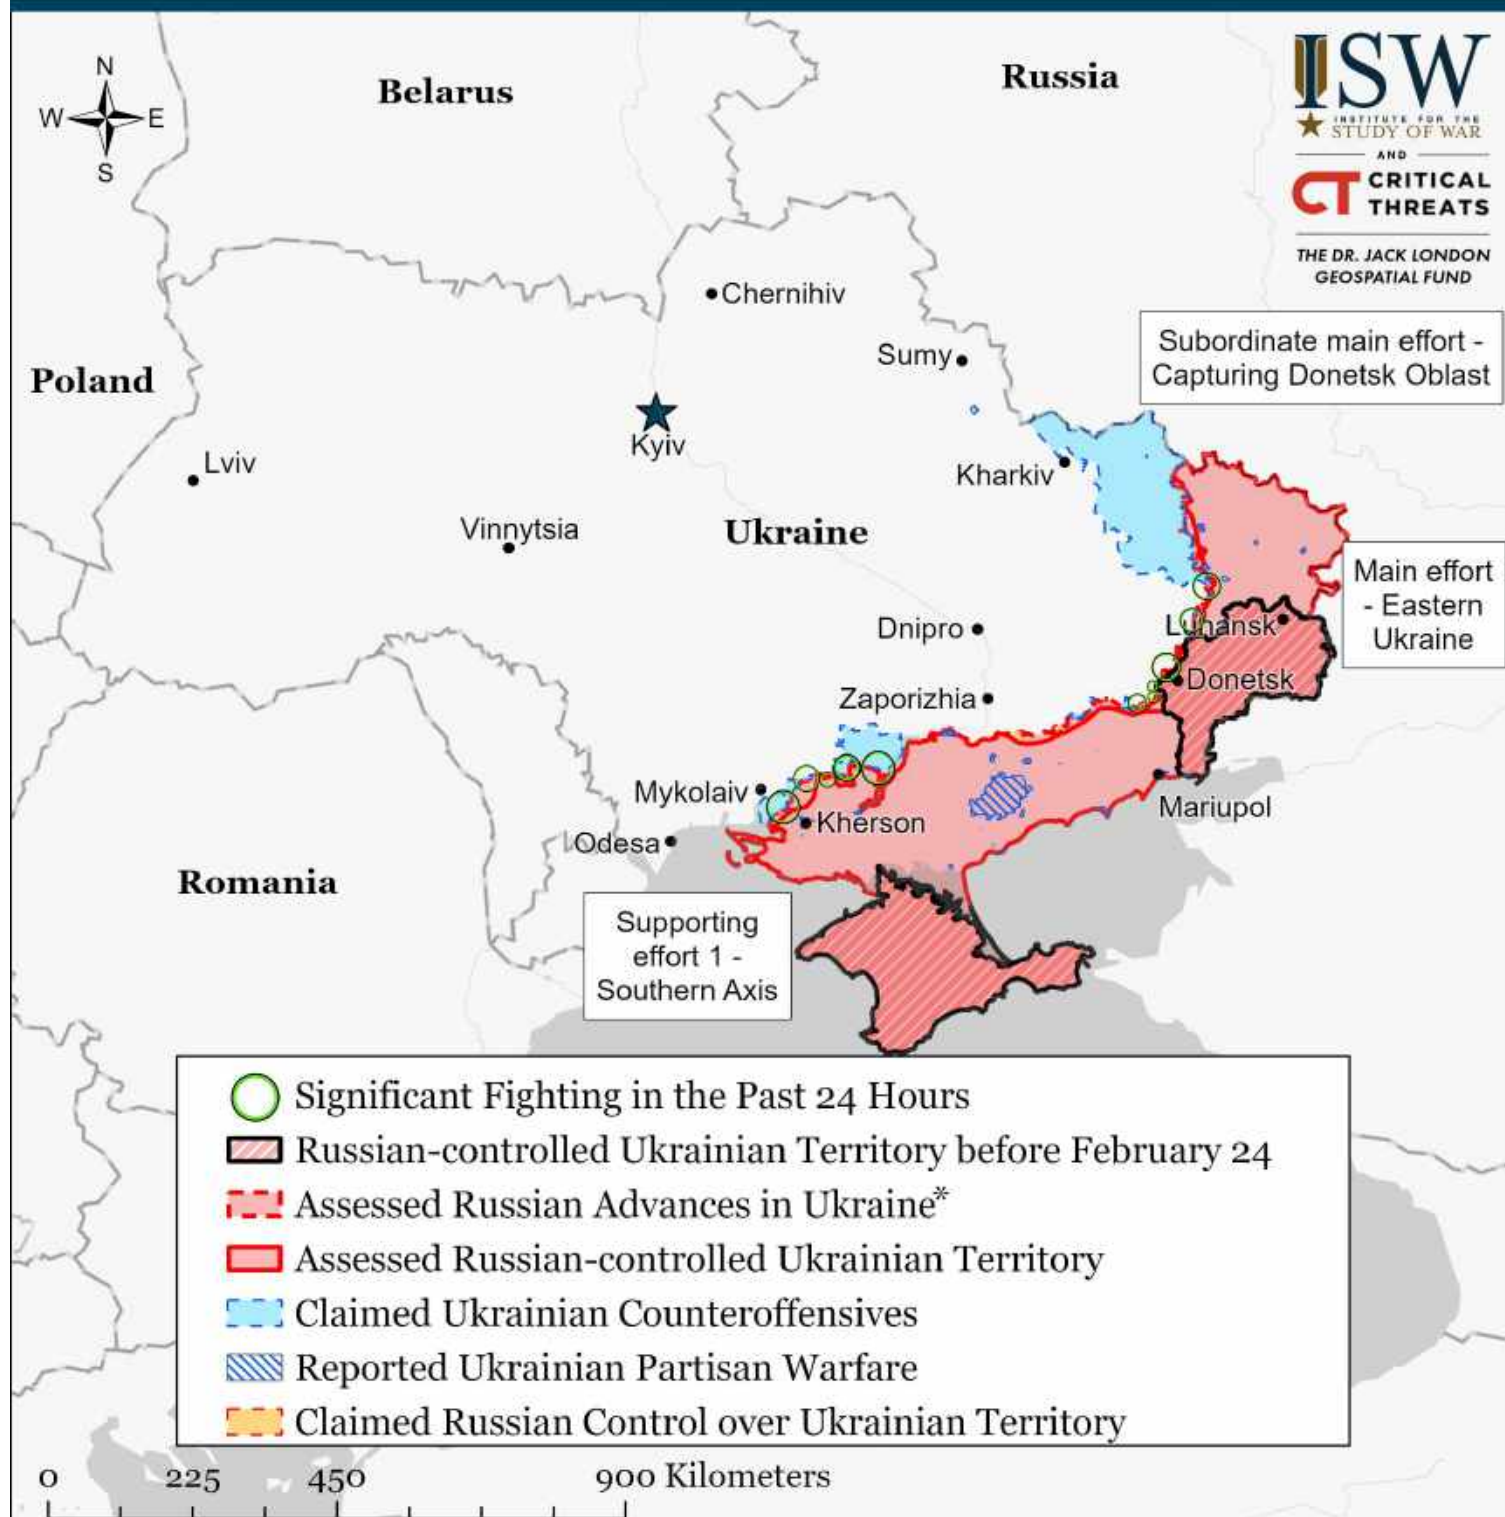 N
W E
S
Belarus
Russia
ISW
INSTITUTE FOR THE
STUDY OF WAR
AND
CT CRITICAL
THREATS
THE DR. JACK LONDON
GEOSPATIAL FUND
Chernihiv
Subordinate main effort -
Capturing Donetsk Oblast
Sumy
Poland
Kyiv
Lviv
Kharkiv
Vinnytsia
Ukraine
Main effort
- Eastern
Ukraine
Dnipro
Luhansk
Donetsk
Zaporizhia
Mykolaiv
Mariupol
Kherson
Odesa
Romania
Supporting
effort 1 -
Southern Axis
Significant Fighting in the Past 24 Hours
Russian-controlled Ukrainian Territory before February 24
Assessed Russian Advances in Ukraine*
Assessed Russian-controlled Ukrainian Territory
Claimed Ukrainian Counteroffensives
Reported Ukrainian Partisan Warfare
Claimed Russian Control over Ukrainian Territory
0 225 450 900 Kilometers